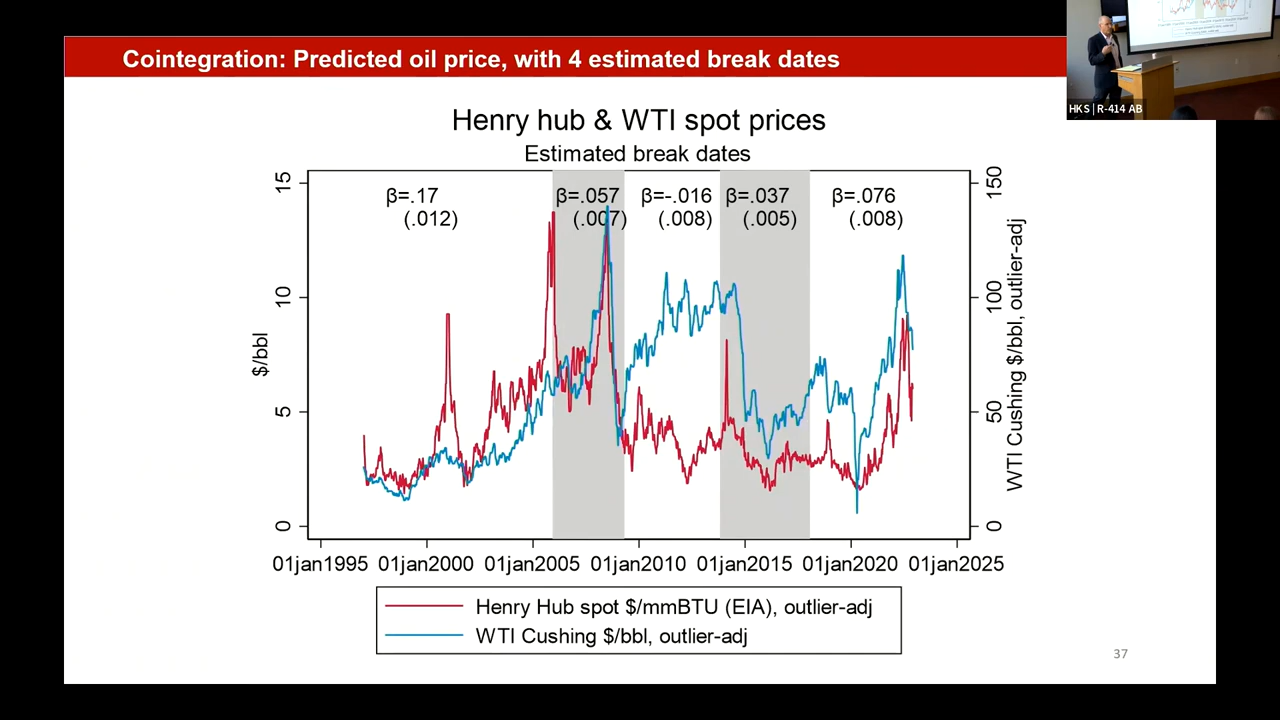 Cointegration: Predicted oil price, with 4 estimated break dates
HKS | R-414 AB
Henry hub & WTI spot prices
Estimated break dates
β=.17
(.012)
β=.057
(.007)
β=-.016
(.008)
β=.037
(.005)
β=.076
(.008)
$/bbl
15
10
5
0
WTI Cushing $/bbl, outlier-adj
150
100
50
0
01jan1995 01jan2000 01jan2005 01jan2010 01jan2015 01jan2020 01jan2025
Henry Hub spot $/mmBTU (EIA), outlier-adj
WTI Cushing $/bbl, outlier-adj
37